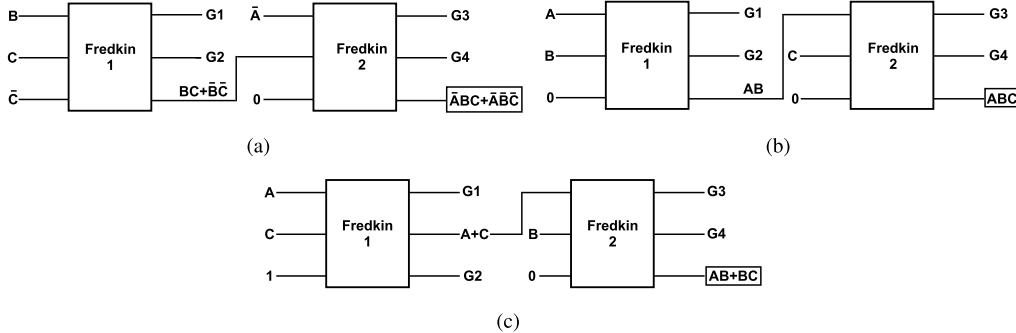 B
C
C̄
Fredkin
1
G1
G2
BC+B̄C̄
Ā
0
Fredkin
2
G3
G4
ĀBC+ĀB̄C̄
(a)
A
B
0
Fredkin
1
G1
G2
AB
C
0
Fredkin
2
G3
G4
ABC
(b)
A
C
1
Fredkin
1
G1
A+C
G2
B
0
Fredkin
2
G3
G4
AB+BC
(c)